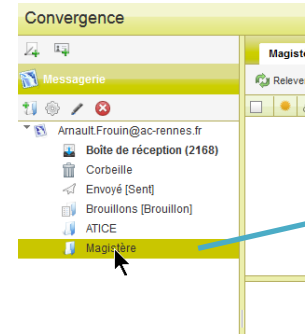 Convergence
Messagerie
Magist
Relever
Arnault.Frouin@ac-rennes.fr
Boîte de réception (2168)
Corbeille
Envoyé [Sent]
Brouillons [Brouillon]
ATICE
Magistère